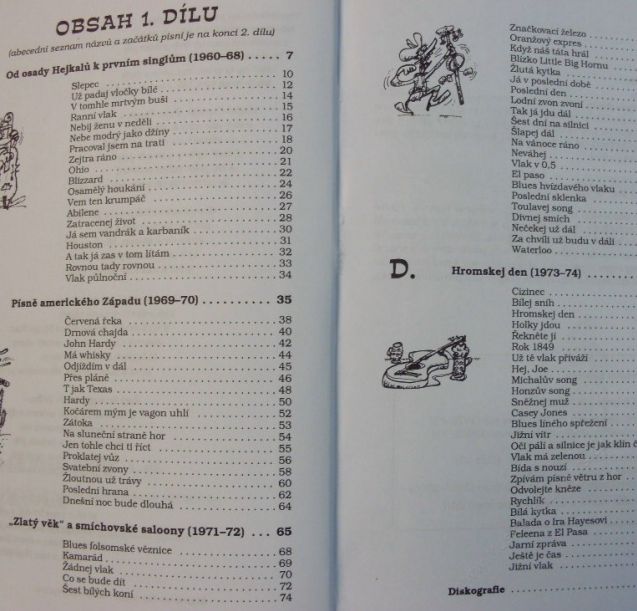 OBSAH 1. DÍLU
(abecední seznam názvů a začátků písní je na konci 2. dílu)
Od osady Hejkalů k prvním singlům (1960–68) ..... 7
Slepec 10
Už padaj vločky bílé 12
V tomhle mrtvým buši 14
Ranní vlak 15
Nebij ženu v neděli 16
Nebe modrý jako džíny 17
Pracoval jsem na trati 18
Zejtra ráno 20
Ohio 21
Blizzard 22
Osamělý houkání 24
Vem ten krumpáč 26
Abilene 27
Zatracenej život 28
Já sem vandrák a karbaník 30
Houston 31
A tak já zas v tom lítám 32
Rovnou tady rovnou 33
Vlak půlnoční 34
Písně amerického Západu (1969–70) .......... 35
Červená řeka 38
Drnová chajda 40
John Hardy 42
Má whisky 44
Odjíždím v dál 45
Přes pláně 46
T jak Texas 48
Hardy 50
Kočárem mým je vagon uhlí 52
Zátoka 53
Na sluneční straně hor 54
Jen tohle chci ti říct 55
Proklatej vůz 56
Svatební zvony 58
Žloutnou už trávy 60
Poslední hrana 62
Dnešní noc bude dlouhá 64
„Zlatý věk“ a smíchovské saloony (1971–72) ... 65
Blues folsomské věznice 68
Kamarád 69
Žádnej vlak 70
Co se bude dít 72
Šest bílých koní 74
Značkovací železo
Oranžový expres
Když náš táta hrál
Blízko Little Big Hornu
Žlutá kytka
Já v poslední době
Poslední den
Lodní zvon zvoní
Tak já jdu dál
Šest dní na silnici
Šlapej dál
Na vánoce ráno
Neváhej
Vlak v 0,5
El paso
Blues hvízdavého vlaku
Poslední sklenka
Toulavej song
Divnej smích
Nečekej už dál
Za chvíli už budu v dáli
Waterloo
D.
Hromskej den (1973–74)
Cizinec
Bílej sníh
Hromskej den
Holky jdou
Řekněte jí
Rok 1849
Už tě vlak přiváží
Hej, Joe
Michalův song
Honzův song
Sněžnej muž
Casey Jones
Blues líného spřežení
Jižní vítr
Očí pálí a silnice je jak klín
Vlak má zelenou
Bída s nouzí
Zpívám písně větru z hor
Odvolejte kněze
Rychlík
Bílá kytka
Balada o Ira Hayesovi
Feleena z El Pasa
Jarní zpráva
Ještě je čas
Jižní vlak
Diskografie